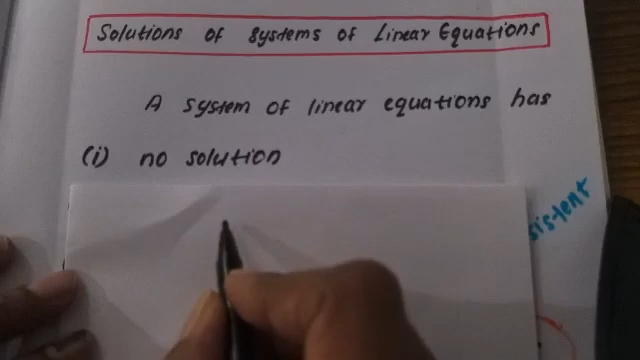 Solutions of Systems of Linear Equations
A system of linear equations has
(i) no solution